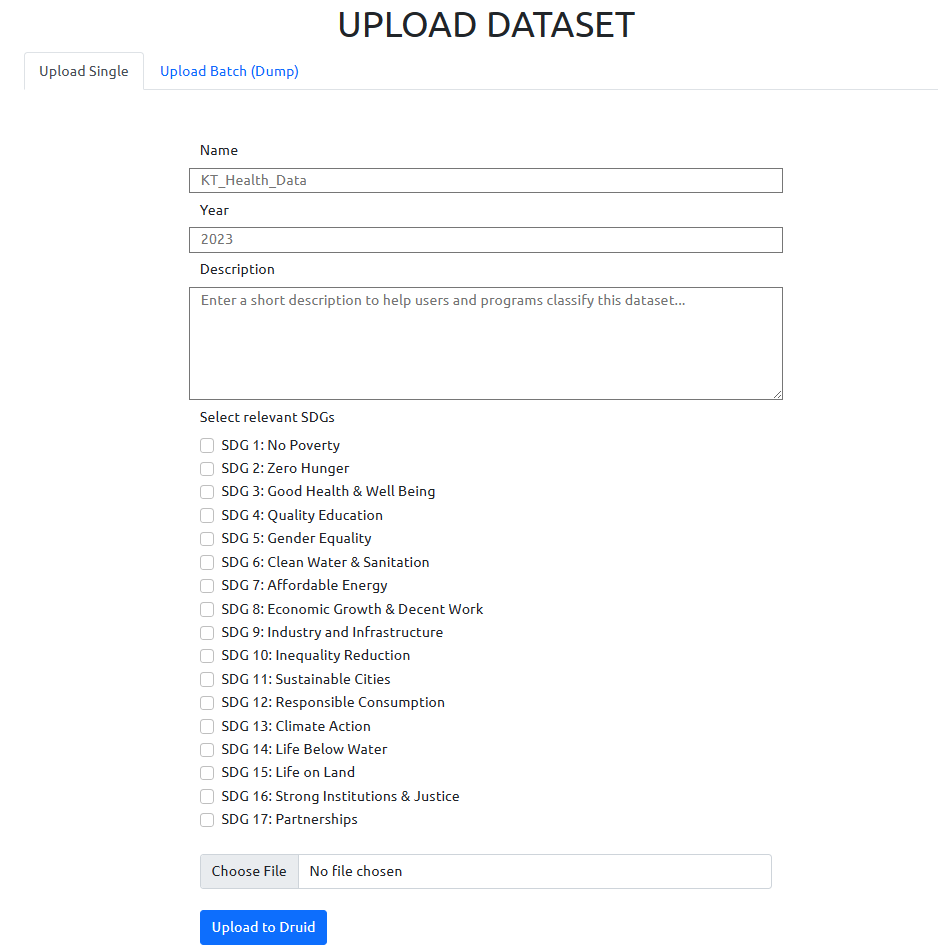 UPLOAD DATASET
Upload Single
Upload Batch (Dump)
Name
KT_Health_Data
Year
2023
Description
Enter a short description to help users and programs classify this dataset...
Select relevant SDGs
SDG 1: No Poverty
SDG 2: Zero Hunger
SDG 3: Good Health & Well Being
SDG 4: Quality Education
SDG 5: Gender Equality
SDG 6: Clean Water & Sanitation
SDG 7: Affordable Energy
SDG 8: Economic Growth & Decent Work
SDG 9: Industry and Infrastructure
SDG 10: Inequality Reduction
SDG 11: Sustainable Cities
SDG 12: Responsible Consumption
SDG 13: Climate Action
SDG 14: Life Below Water
SDG 15: Life on Land
SDG 16: Strong Institutions & Justice
SDG 17: Partnerships
Choose File No file chosen
Upload to Druid